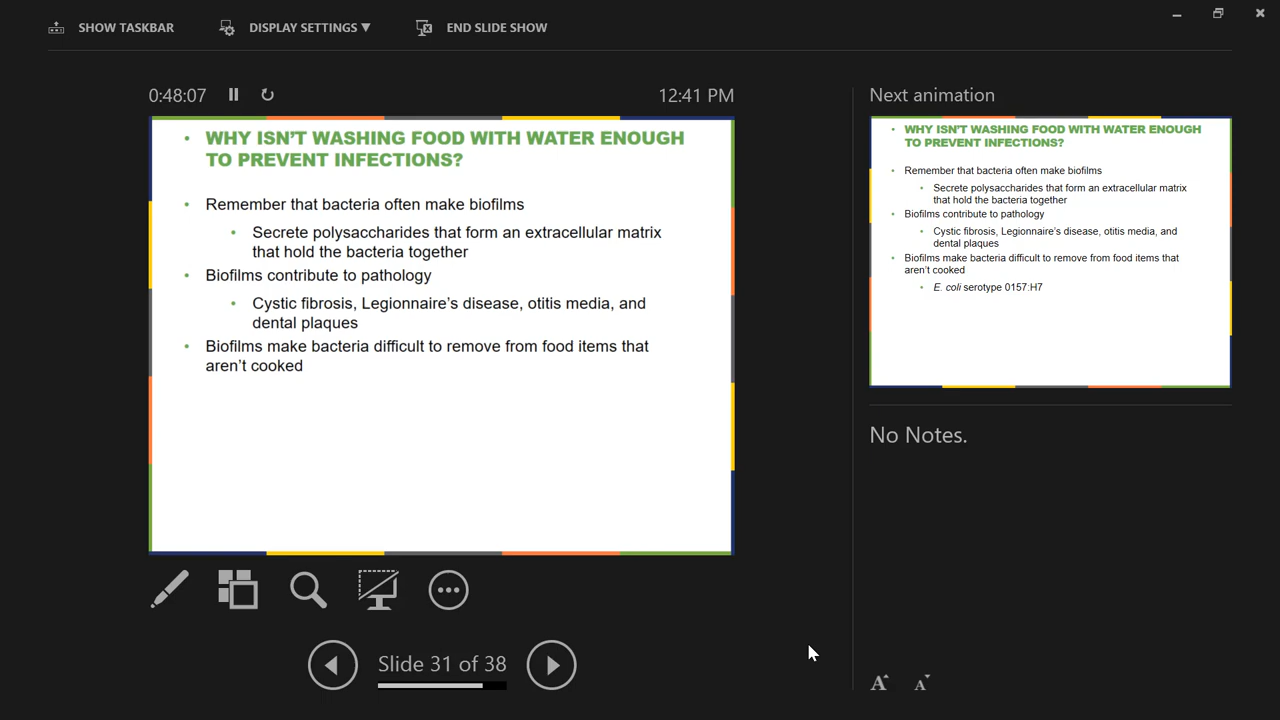 SHOW TASKBAR
DISPLAY SETTINGS ▼
END SLIDE SHOW
0:48:07
12:41 PM
• WHY ISN'T WASHING FOOD WITH WATER ENOUGH
TO PREVENT INFECTIONS?
• Remember that bacteria often make biofilms
• Secrete polysaccharides that form an extracellular matrix
that hold the bacteria together
• Biofilms contribute to pathology
• Cystic fibrosis, Legionnaire's disease, otitis media, and
dental plaques
• Biofilms make bacteria difficult to remove from food items that
aren't cooked
Slide 31 of 38
Next animation
• WHY ISN'T WASHING FOOD WITH WATER ENOUGH
TO PREVENT INFECTIONS?
• Remember that bacteria often make biofilms
• Secrete polysaccharides that form an extracellular matrix
that hold the bacteria together
• Biofilms contribute to pathology
• Cystic fibrosis, Legionnaire's disease, otitis media, and
dental plaques
• Biofilms make bacteria difficult to remove from food items that
aren't cooked
• E. coli serotype 0157:H7
No Notes.
A A